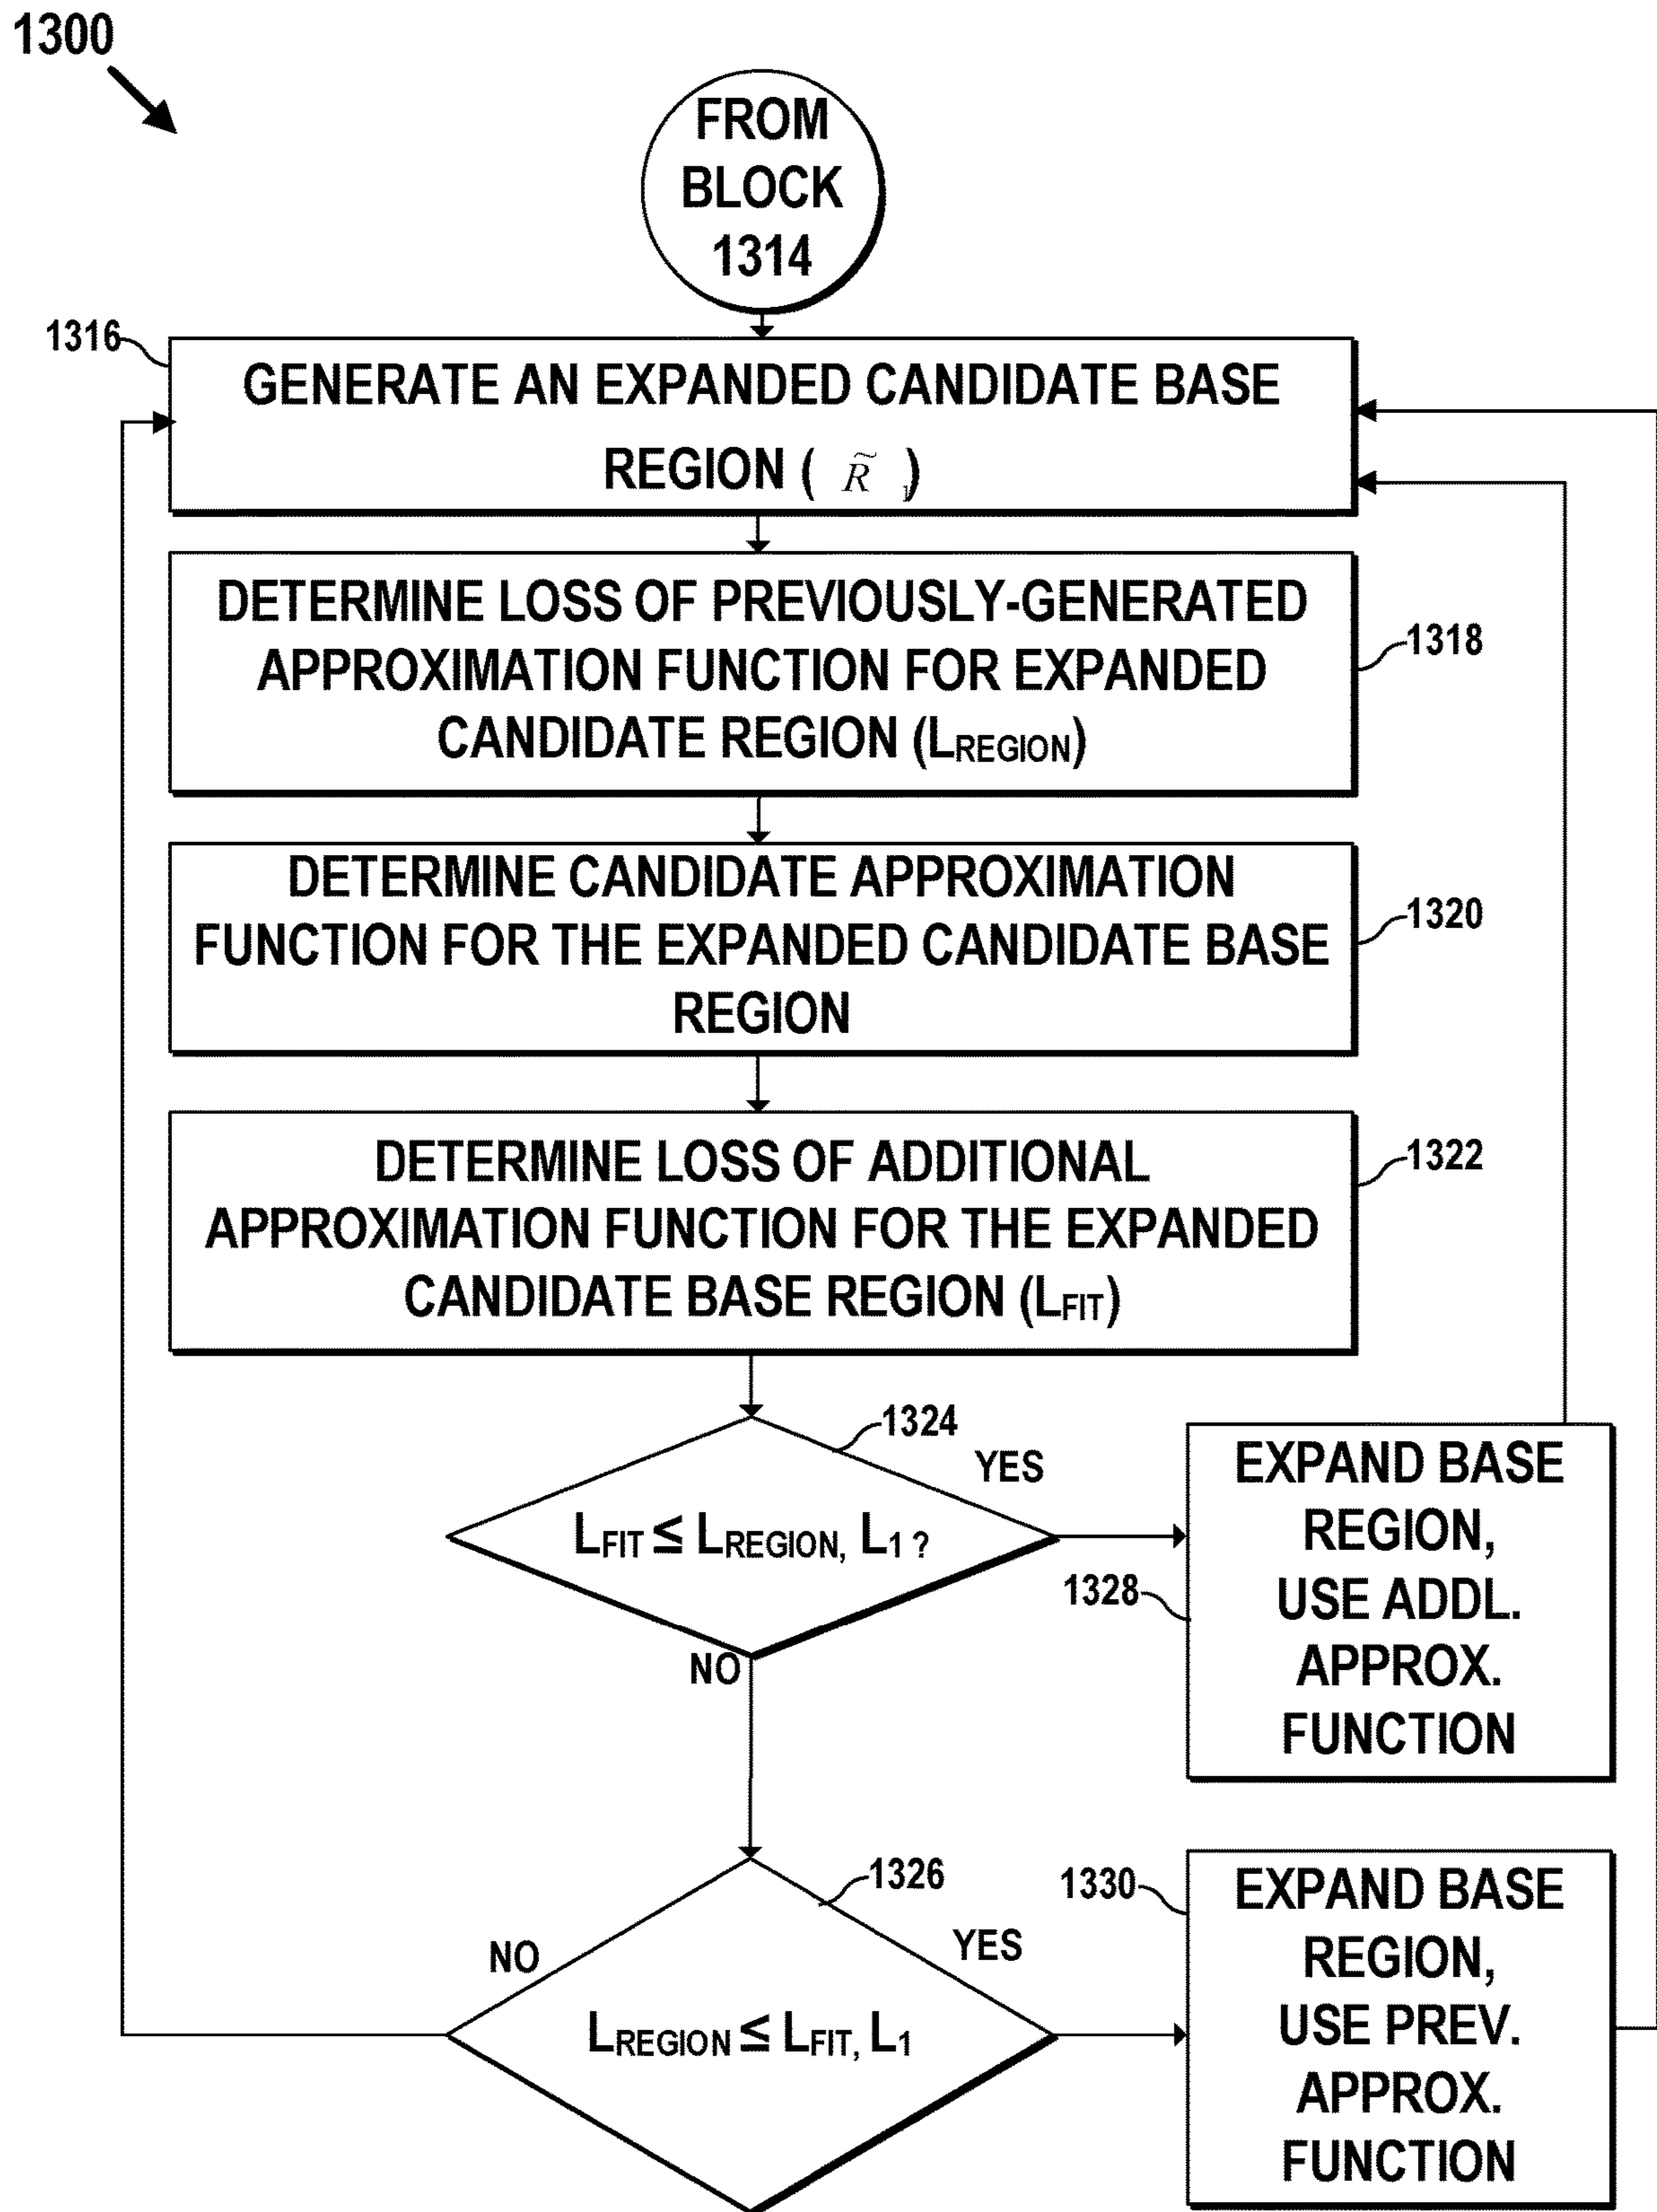 1300
FROM
BLOCK
1314
1316
GENERATE AN EXPANDED CANDIDATE BASE
REGION ( R̃ ₁)
DETERMINE LOSS OF PREVIOUSLY-GENERATED
APPROXIMATION FUNCTION FOR EXPANDED
CANDIDATE REGION (LREGION)
1318
DETERMINE CANDIDATE APPROXIMATION
FUNCTION FOR THE EXPANDED CANDIDATE BASE
REGION
1320
DETERMINE LOSS OF ADDITIONAL
APPROXIMATION FUNCTION FOR THE EXPANDED
CANDIDATE BASE REGION (LFIT)
1322
1324
YES
LFIT ≤ LREGION, L1 ?
NO
1328
EXPAND BASE
REGION,
USE ADDL.
APPROX.
FUNCTION
1326
NO
YES
LREGION ≤ LFIT, L1
1330
EXPAND BASE
REGION,
USE PREV.
APPROX.
FUNCTION